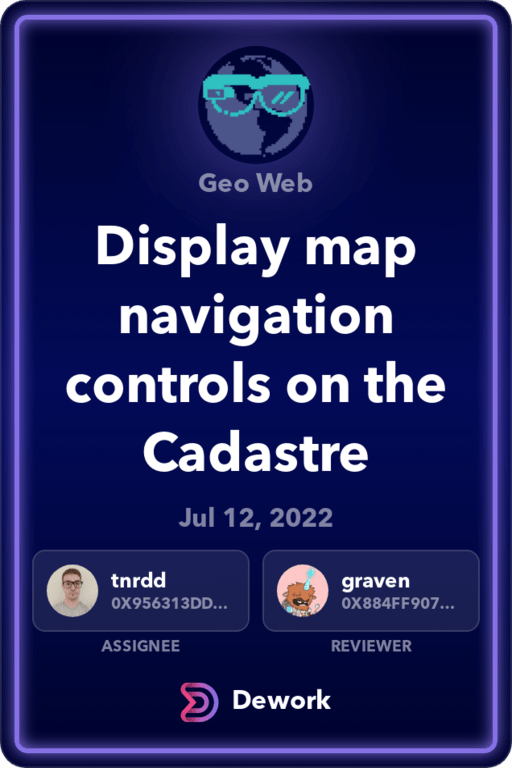 Geo Web
Display map
navigation
controls on the
Cadastre
Jul 12, 2022
tnrdd
0X956313DD...
ASSIGNEE
graven
0X884FF907...
REVIEWER
Dework